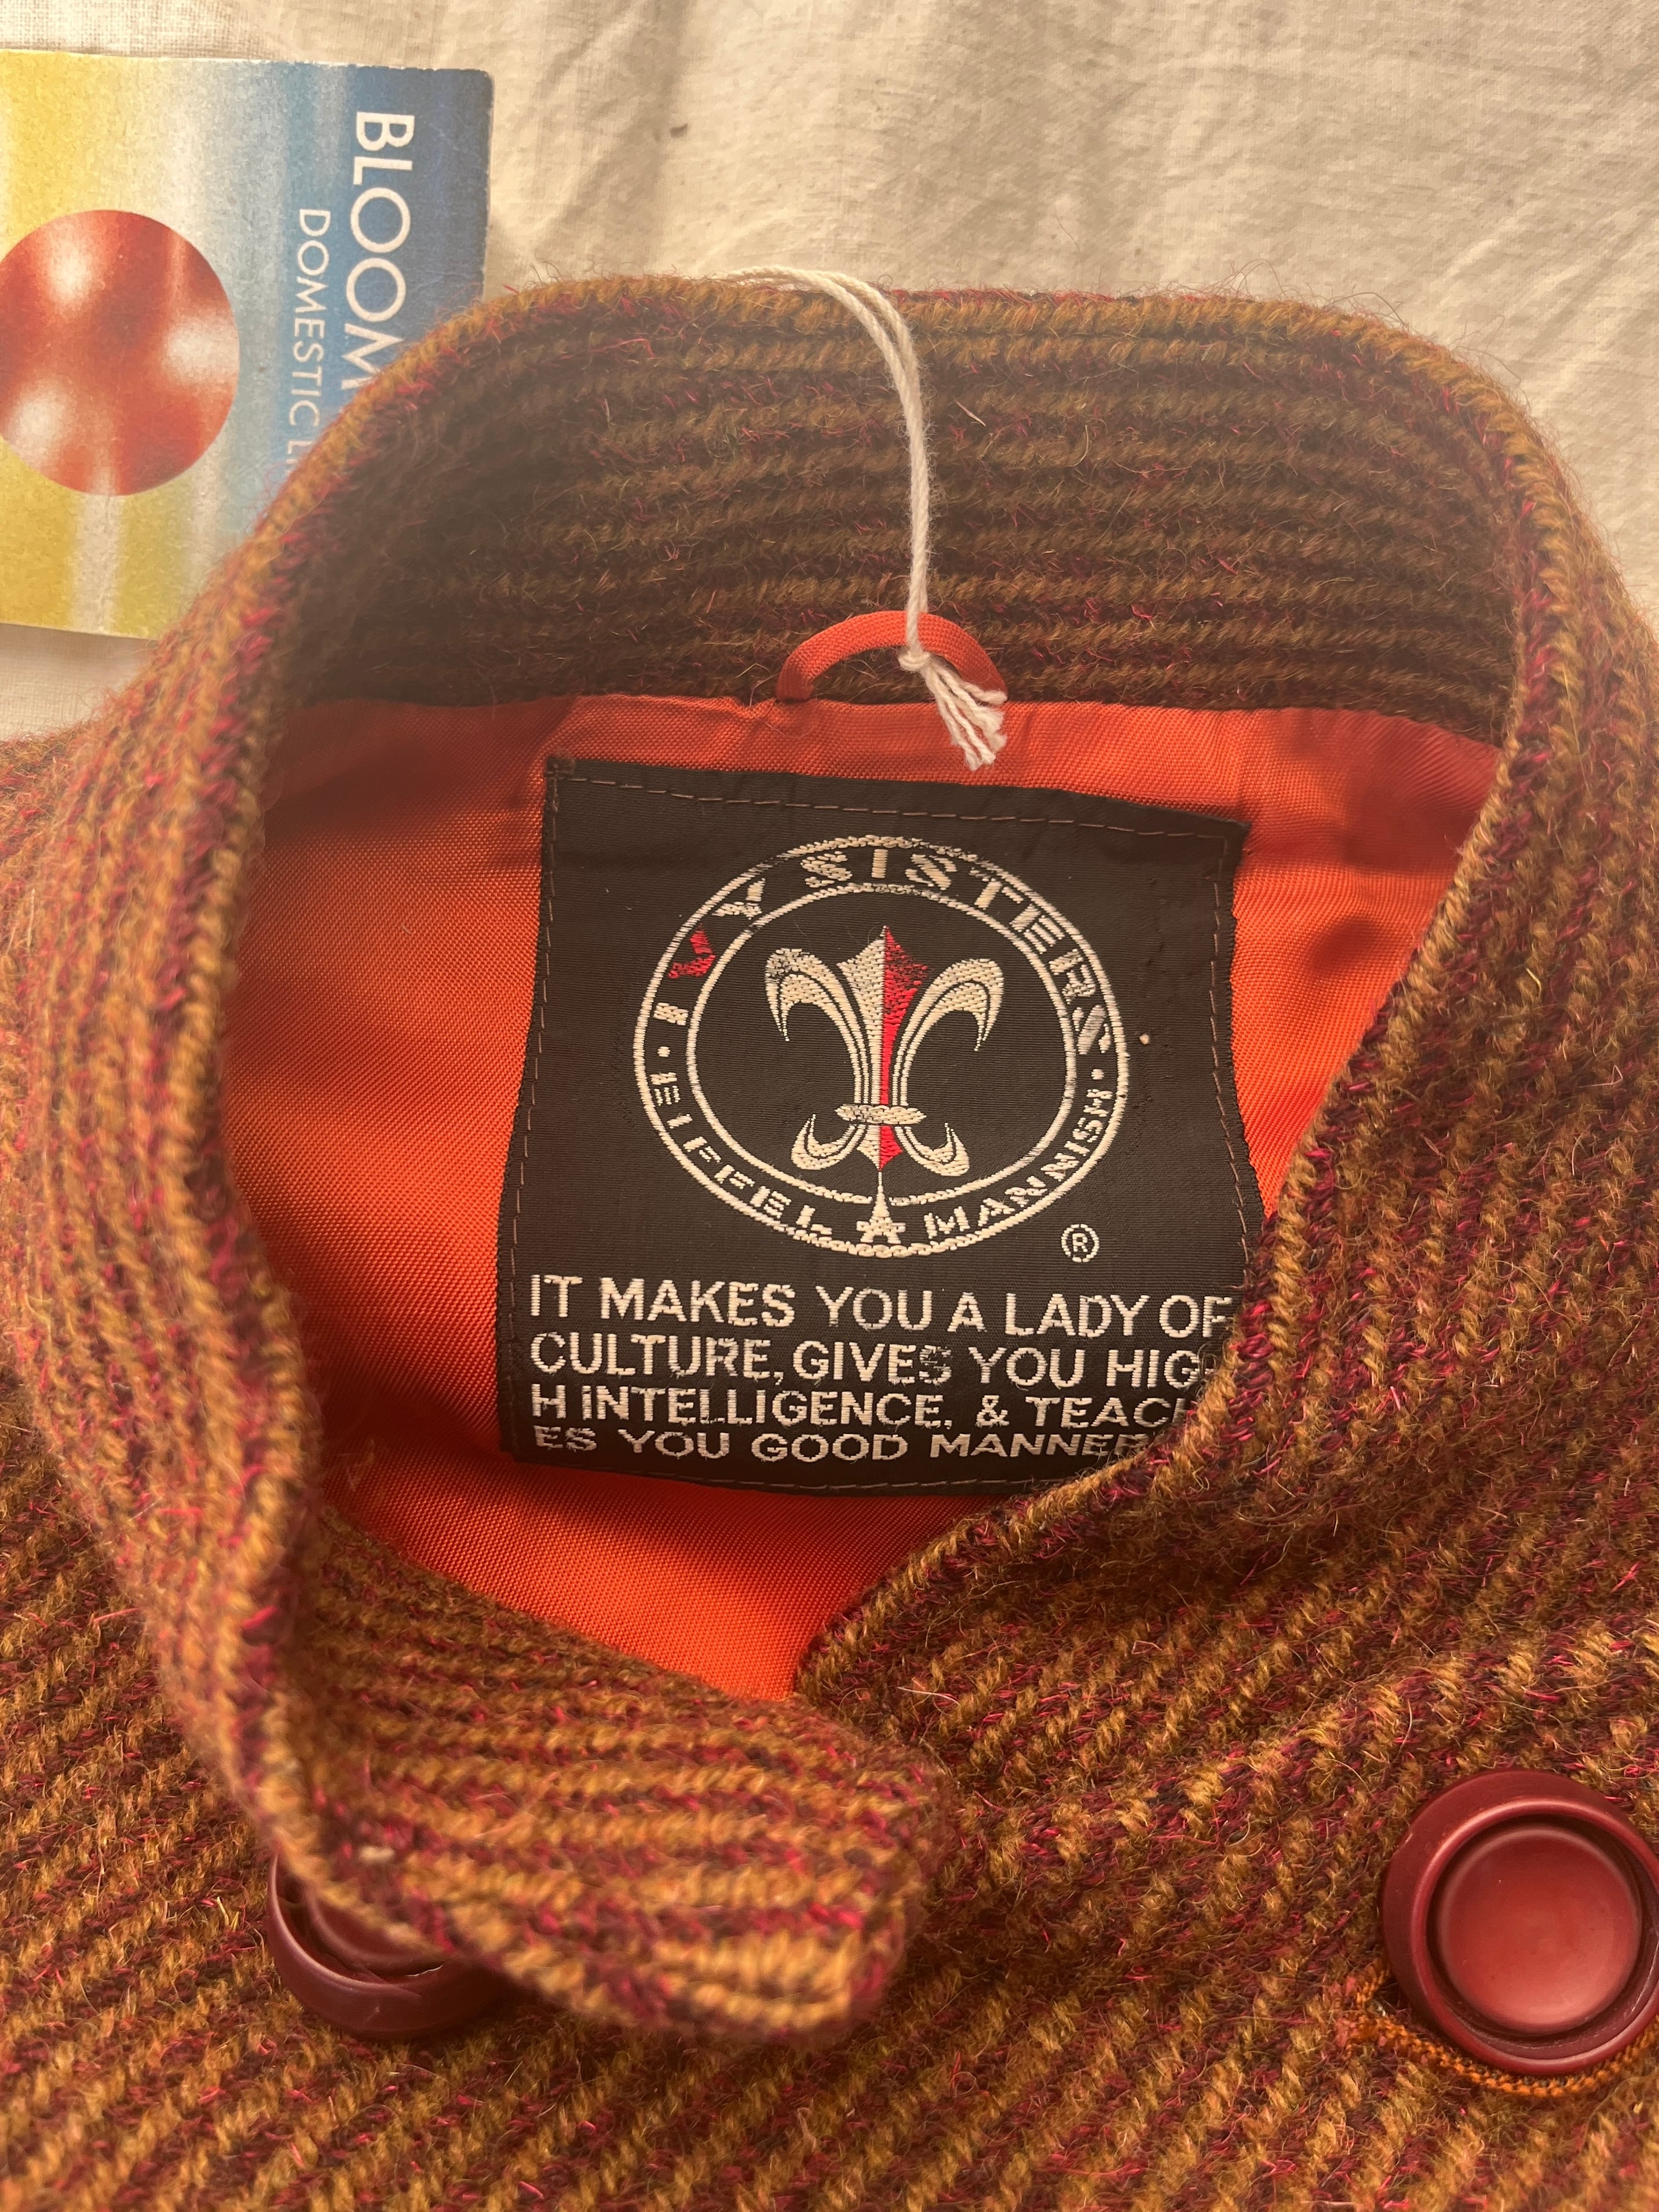 BLOOM
DOMESTIC
IVY SISTERS
• EIFFEL MANNISH •
®
IT MAKES YOU A LADY OF
CULTURE, GIVES YOU HIG
H INTELLIGENCE, & TEACH
ES YOU GOOD MANNER